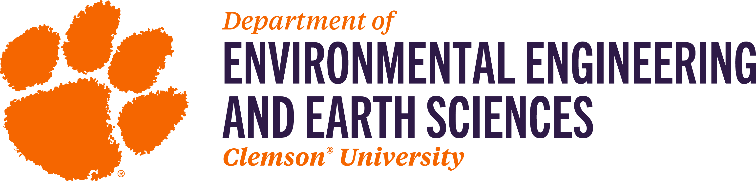 Department of
ENVIRONMENTAL ENGINEERING
AND EARTH SCIENCES
Clemson® University
®